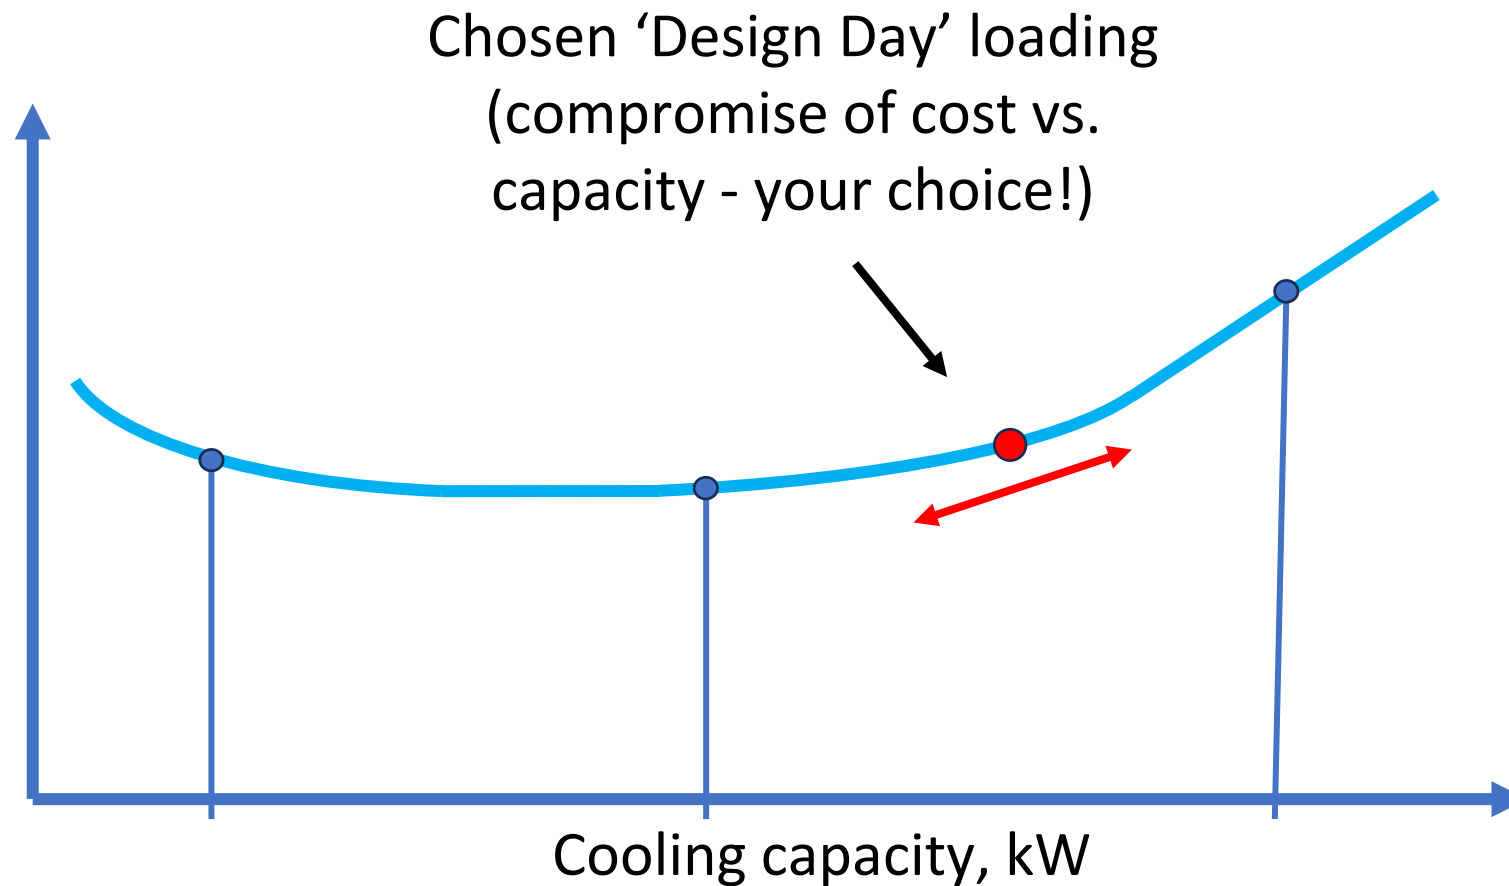 Chosen ‘Design Day’ loading
(compromise of cost vs.
capacity - your choice!)
Cooling capacity, kW